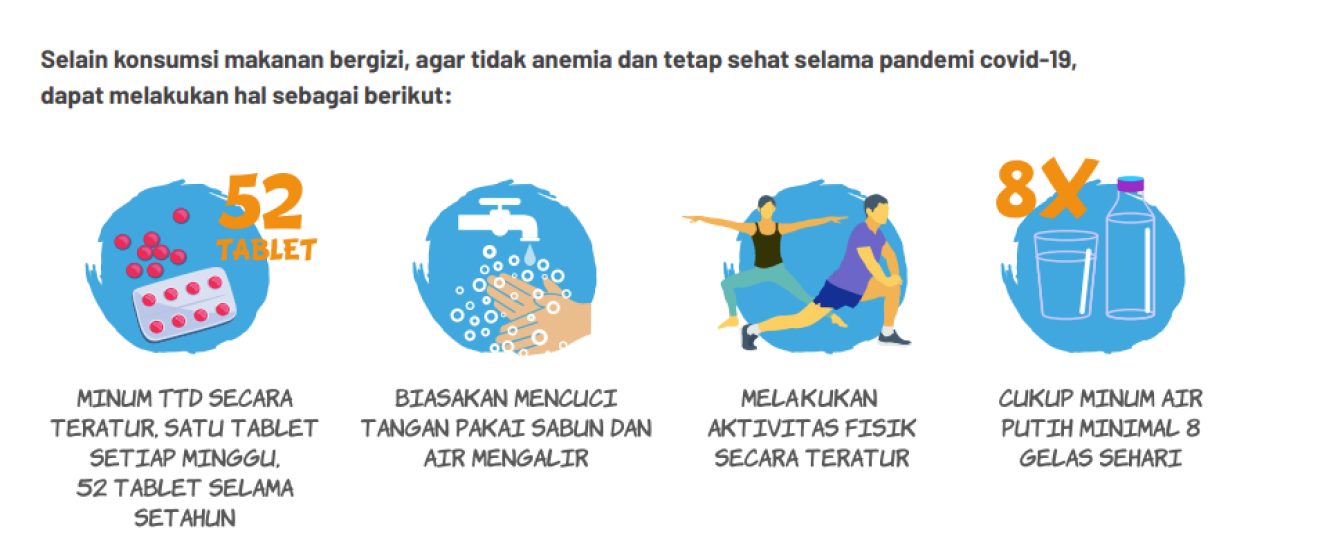 Selain konsumsi makanan bergizi, agar tidak anemia dan tetap sehat selama pandemi covid-19,
dapat melakukan hal sebagai berikut:
52
TABLET
MINUM TTD SECARA
TERATUR, SATU TABLET
SETIAP MINGGU,
52 TABLET SELAMA
SETAHUN
BIASAKAN MENCUCI
TANGAN PAKAI SABUN DAN
AIR MENGALIR
MELAKUKAN
AKTIVITAS FISIK
SECARA TERATUR
8X
CUKUP MINUM AIR
PUTIH MINIMAL 8
GELAS SEHARI